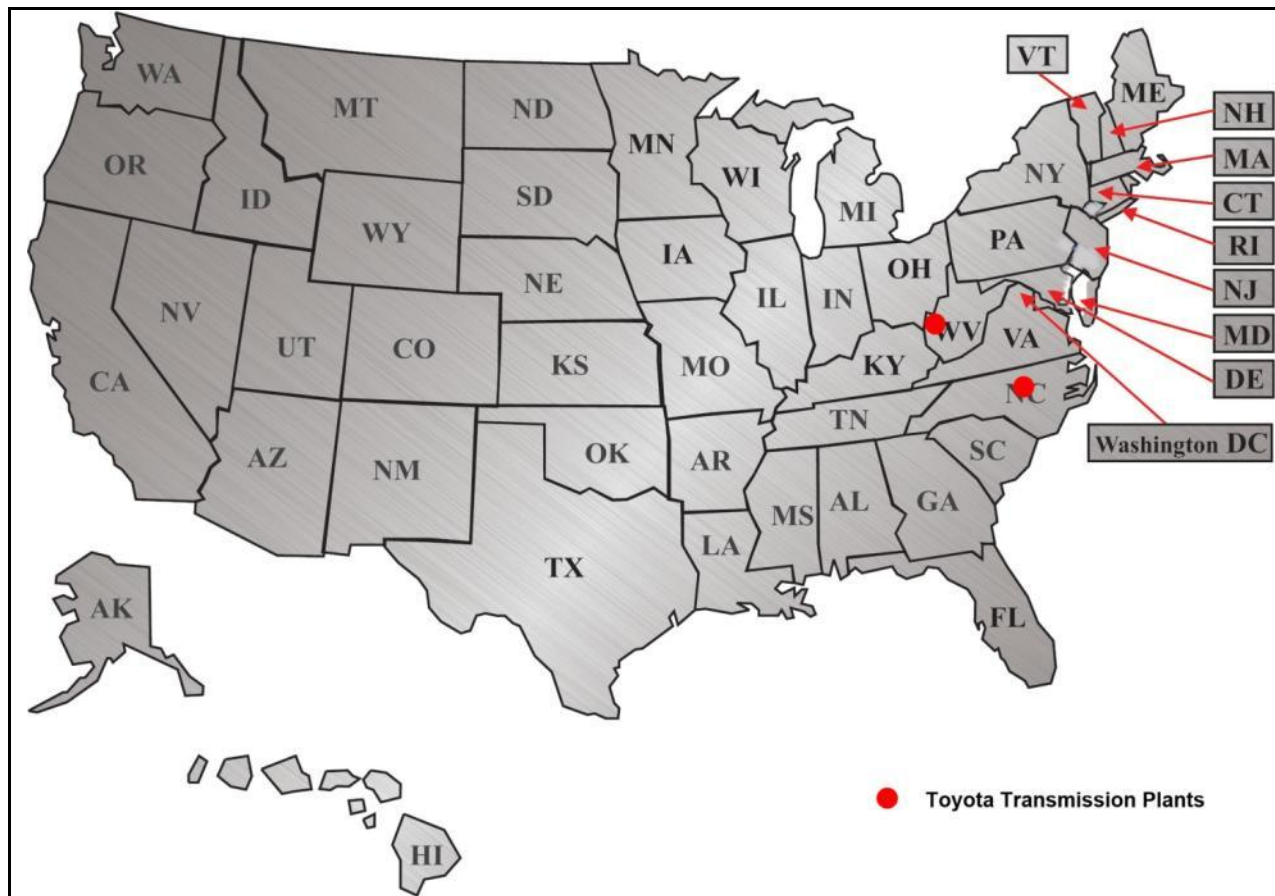 WA
MT
ND
MN
VT
ME
NH
OR
ID
SD
WI
MI
NY
MA
CT
WY
IA
PA
RI
NE
OH
NJ
NV
UT
CO
IL
IN
WV
VA
MD
CA
KS
MO
KY
DE
NC
TN
Washington DC
AZ
NM
OK
AR
SC
MS
AL
GA
LA
TX
AK
FL
HI
Toyota Transmission Plants